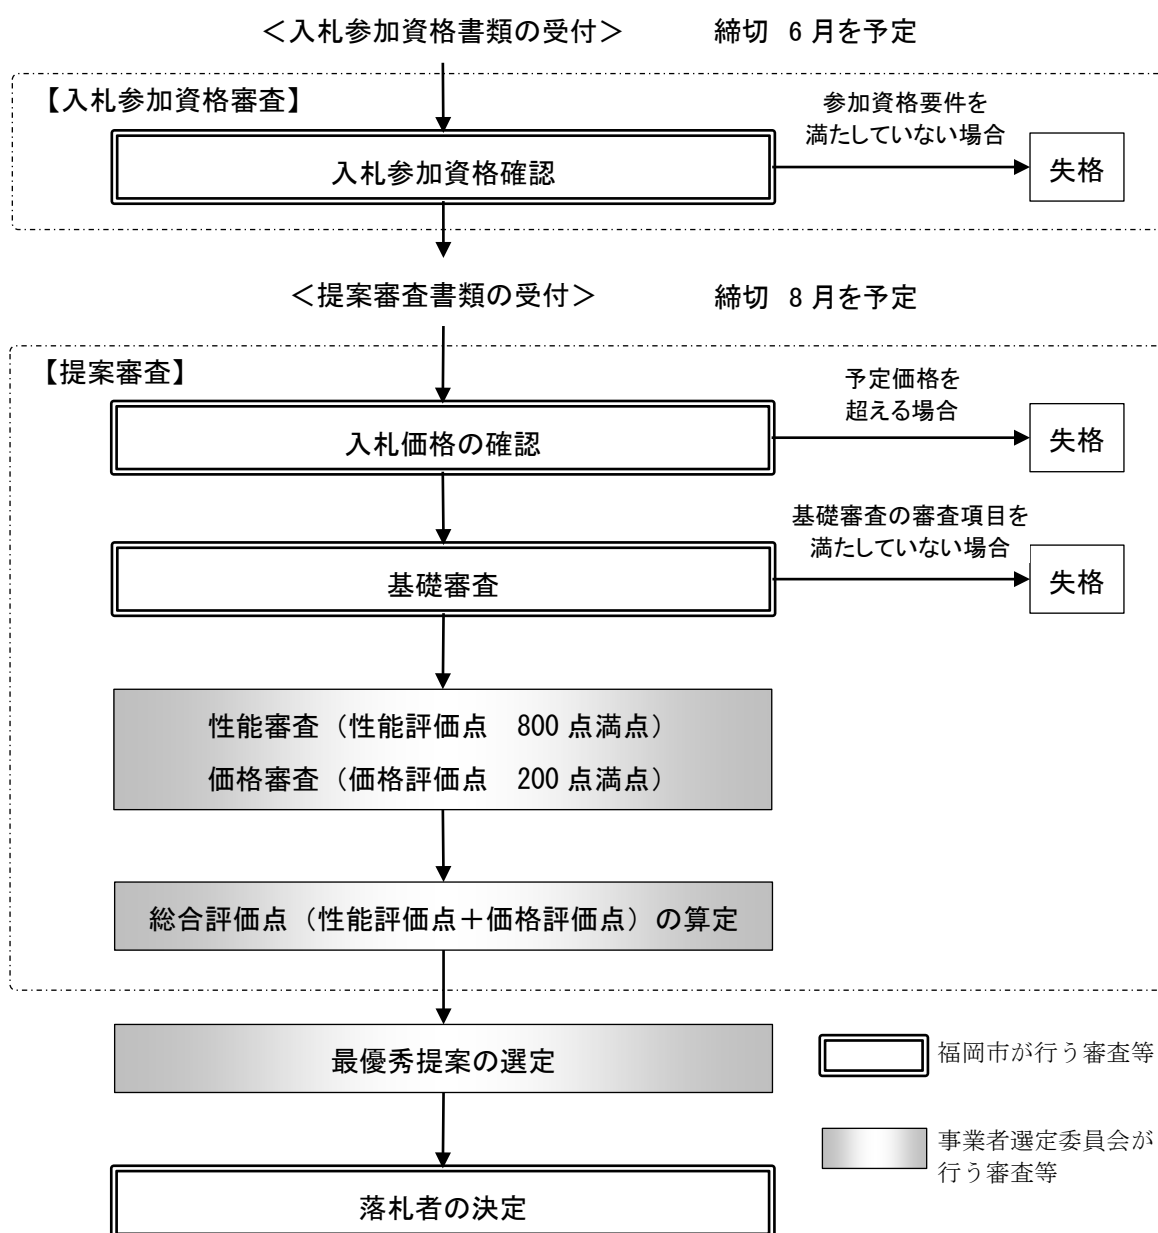 ＜入札参加資格書類の受付＞　締切 6月を予定
【入札参加資格審査】
参加資格要件を
満たしていない場合
入札参加資格確認
失格
＜提案審査書類の受付＞　締切 8月を予定
【提案審査】
予定価格を
超える場合
入札価格の確認
失格
基礎審査の審査項目を
満たしていない場合
基礎審査
失格
性能審査（性能評価点　800点満点）
価格審査（価格評価点　200点満点）
総合評価点（性能評価点＋価格評価点）の算定
最優秀提案の選定
福岡市が行う審査等
事業者選定委員会が
行う審査等
落札者の決定